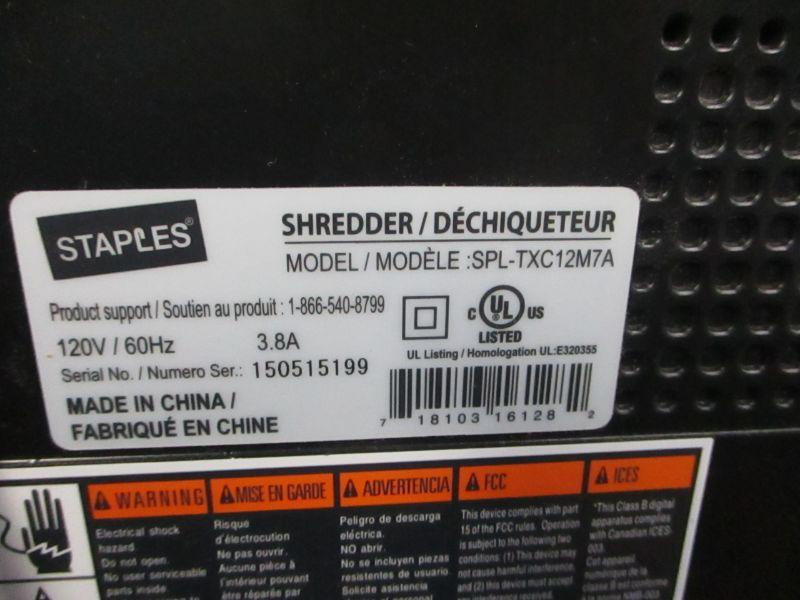 STAPLES®
SHREDDER / DÉCHIQUETEUR
MODEL / MODÈLE :SPL-TXC12M7A
Product support / Soutien au produit : 1-866-540-8799
120V / 60Hz 3.8A
C UL US
LISTED
UL Listing / Homologation UL:E320355
Serial No. / Numero Ser.: 150515199
MADE IN CHINA /
FABRIQUÉ EN CHINE
7 18103 16128 2
WARNING
Electrical shock
hazard.
Do not open.
No user serviceable
parts inside.
MISE EN GARDE
Risque
d'électrocution
Ne pas ouvrir.
Aucune pièce à
l'intérieur pouvant
être réparée par
ADVERTENCIA
Peligro de descarga
eléctrica.
NO abrir.
No se incluyen piezas
resistentes de usuario.
Solicite asistencia
FCC
This device complies with part
15 of the FCC rules. Operation
is subject to the following two
conditions: (1) This device may
not cause harmful interference,
and (2) this device must accept
ICES
"This Class B digital
apparatus complies
with Canadian ICES-
003.
Cet appareil
numérique de la
classe B est conforme